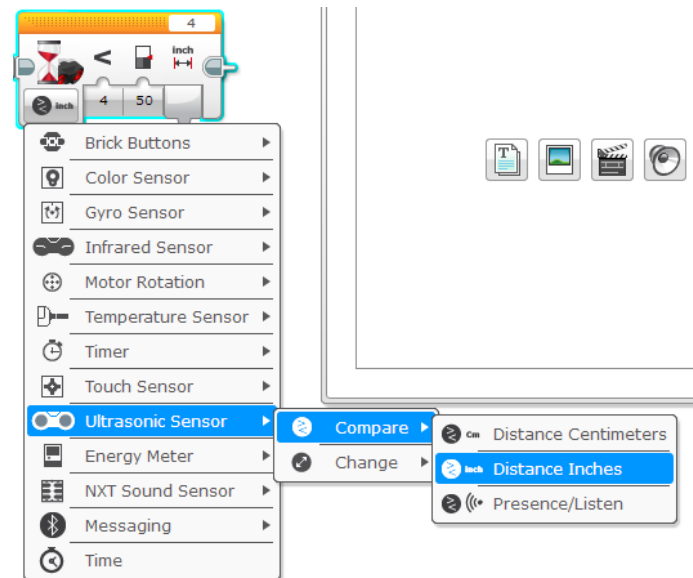 4
< inch
inch 4 50
Brick Buttons
Color Sensor
Gyro Sensor
Infrared Sensor
Motor Rotation
Temperature Sensor
Timer
Touch Sensor
Ultrasonic Sensor
Compare
Cm Distance Centimeters
Energy Meter
Change
inch Distance Inches
NXT Sound Sensor
Presence/Listen
Messaging
Time
T